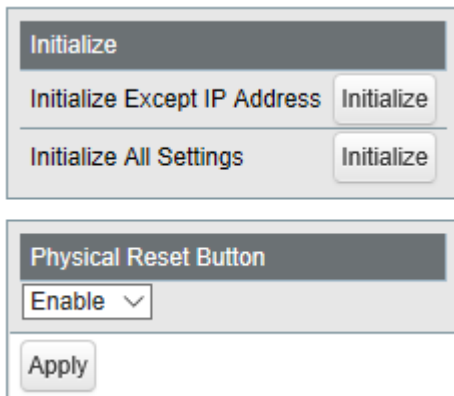 Initialize
Initialize Except IP Address Initialize
Initialize All Settings Initialize
Physical Reset Button
Enable
Apply